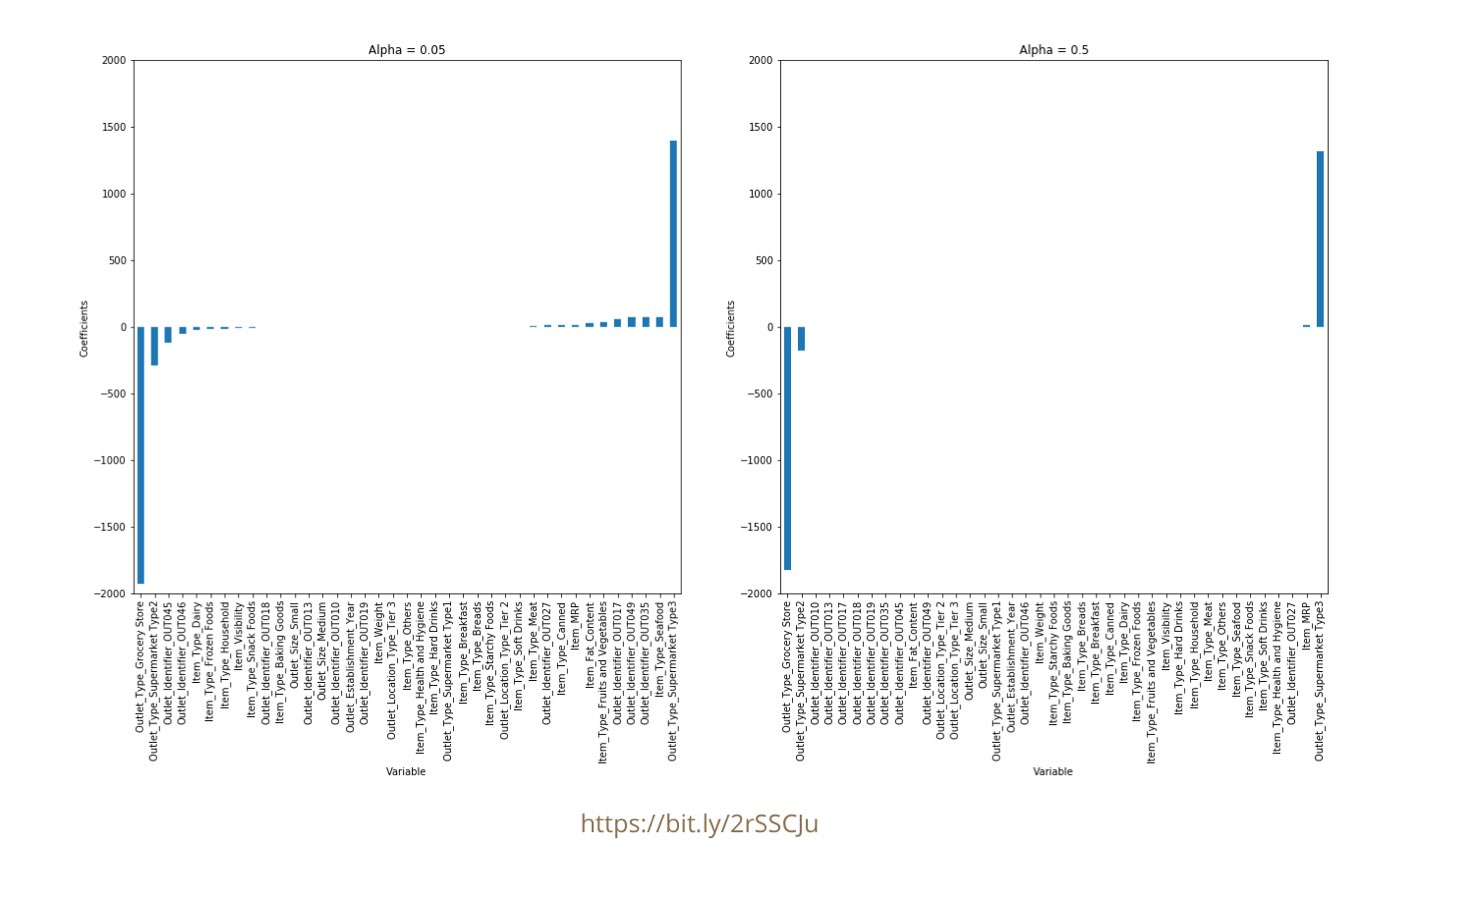 Alpha = 0.05
2000
1500
1000
500
0
−500
−1000
−1500
−2000
Coefficients
Outlet_Type_Grocery Store
Outlet_Type_Supermarket Type2
Outlet_Identifier_OUT045
Outlet_Identifier_OUT046
Item_Type_Dairy
Item_Type_Frozen Foods
Item_Type_Household
Item_Visibility
Item_Type_Snack Foods
Outlet_Identifier_OUT018
Item_Type_Baking Goods
Outlet_Size_Small
Outlet_Identifier_OUT013
Outlet_Size_Medium
Outlet_Identifier_OUT010
Outlet_Establishment_Year
Outlet_Identifier_OUT019
Item_Weight
Outlet_Location_Type_Tier 3
Item_Type_Others
Item_Type_Health and Hygiene
Item_Type_Hard Drinks
Outlet_Type_Supermarket Type1
Item_Type_Breakfast
Item_Type_Breads
Item_Type_Starchy Foods
Outlet_Location_Type_Tier 2
Item_Type_Soft Drinks
Item_Type_Meat
Outlet_Identifier_OUT027
Item_Type_Canned
Item_MRP
Item_Fat_Content
Item_Type_Fruits and Vegetables
Outlet_Identifier_OUT017
Outlet_Identifier_OUT049
Outlet_Identifier_OUT035
Item_Type_Seafood
Outlet_Type_Supermarket Type3
Variable
Alpha = 0.5
2000
1500
1000
500
0
−500
−1000
−1500
−2000
Coefficients
Outlet_Type_Grocery Store
Outlet_Type_Supermarket Type2
Outlet_Identifier_OUT010
Outlet_Identifier_OUT013
Outlet_Identifier_OUT017
Outlet_Identifier_OUT018
Outlet_Identifier_OUT019
Outlet_Identifier_OUT035
Outlet_Identifier_OUT045
Item_Fat_Content
Outlet_Identifier_OUT049
Outlet_Location_Type_Tier 2
Outlet_Location_Type_Tier 3
Outlet_Size_Medium
Outlet_Size_Small
Outlet_Type_Supermarket Type1
Outlet_Establishment_Year
Outlet_Identifier_OUT046
Item_Weight
Item_Type_Starchy Foods
Item_Type_Baking Goods
Item_Type_Breads
Item_Type_Breakfast
Item_Type_Canned
Item_Type_Dairy
Item_Type_Frozen Foods
Item_Type_Fruits and Vegetables
Item_Visibility
Item_Type_Hard Drinks
Item_Type_Household
Item_Type_Meat
Item_Type_Others
Item_Type_Seafood
Item_Type_Snack Foods
Item_Type_Soft Drinks
Item_Type_Health and Hygiene
Outlet_Identifier_OUT027
Item_MRP
Outlet_Type_Supermarket Type3
Variable
https://bit.ly/2rSSCJu